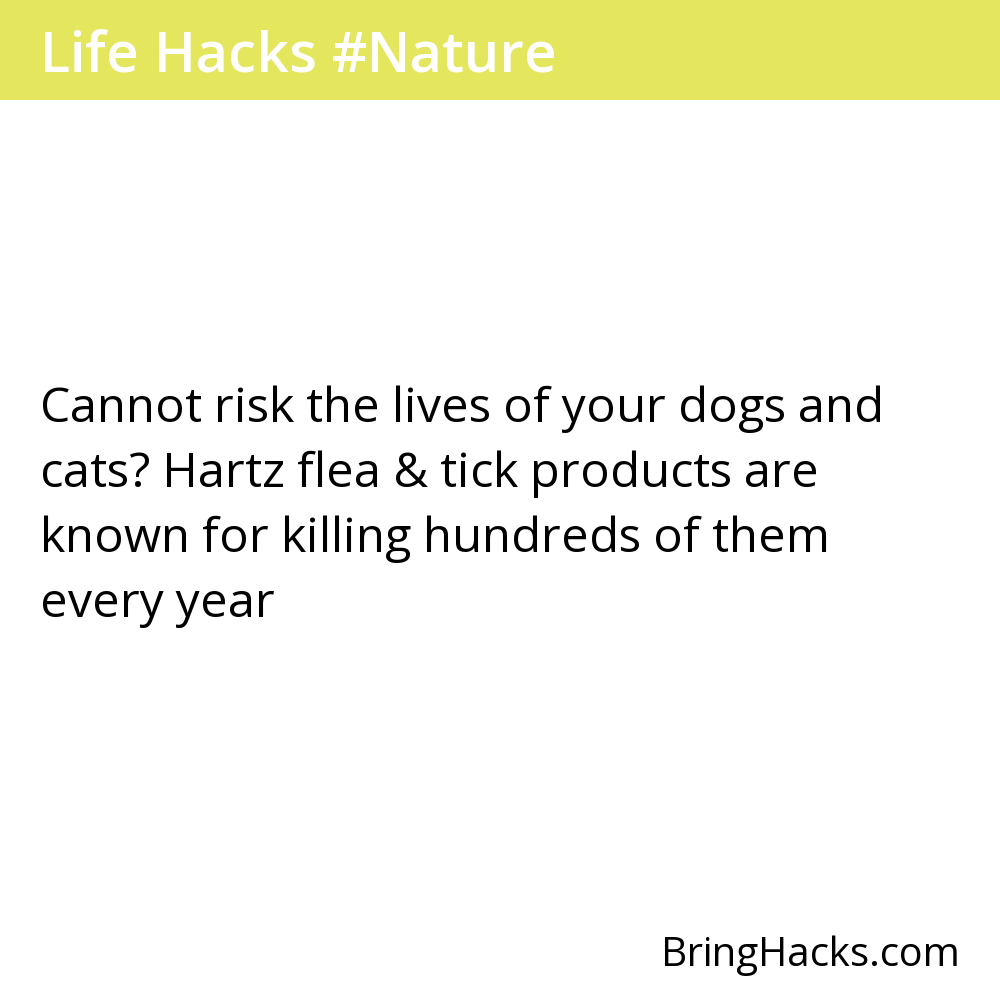 Life Hacks #Nature
Cannot risk the lives of your dogs and
cats? Hartz flea & tick products are
known for killing hundreds of them
every year
BringHacks.com